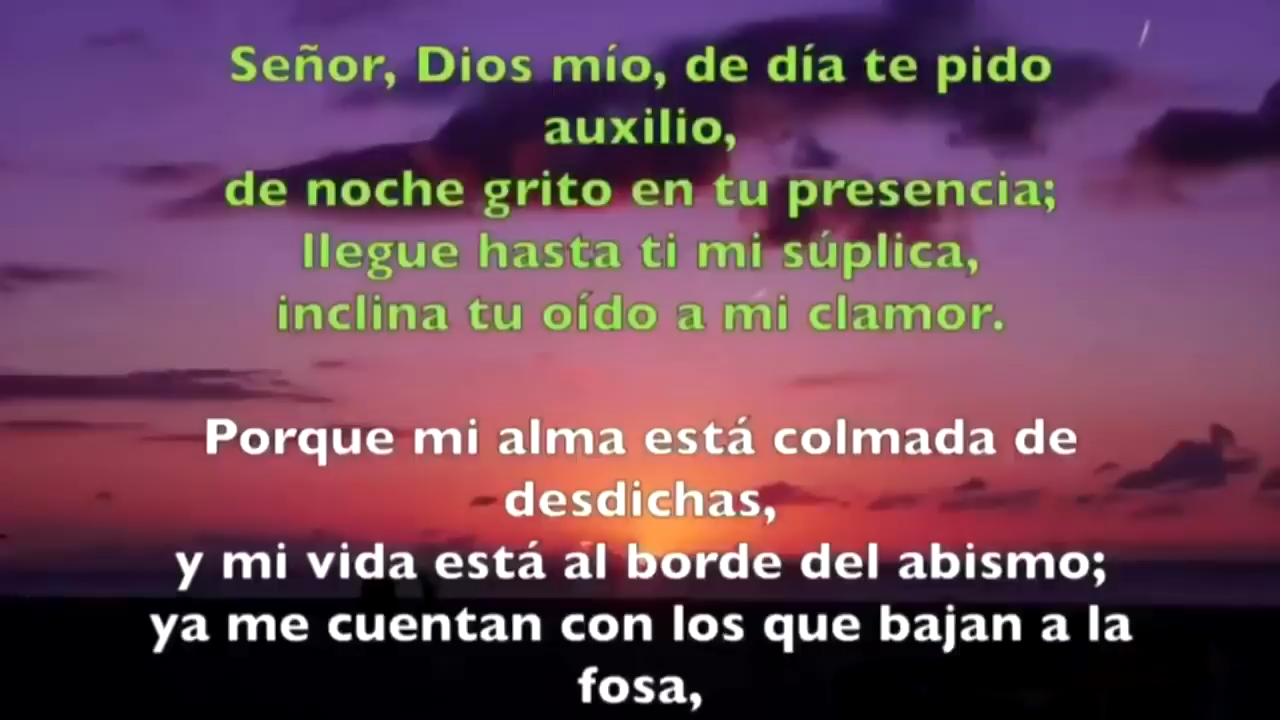 Señor, Dios mío, de día te pido
auxilio,
de noche grito en tu presencia;
llegue hasta ti mi súplica,
inclina tu oído a mi clamor.
Porque mi alma está colmada de
desdichas,
y mi vida está al borde del abismo;
ya me cuentan con los que bajan a la
fosa,